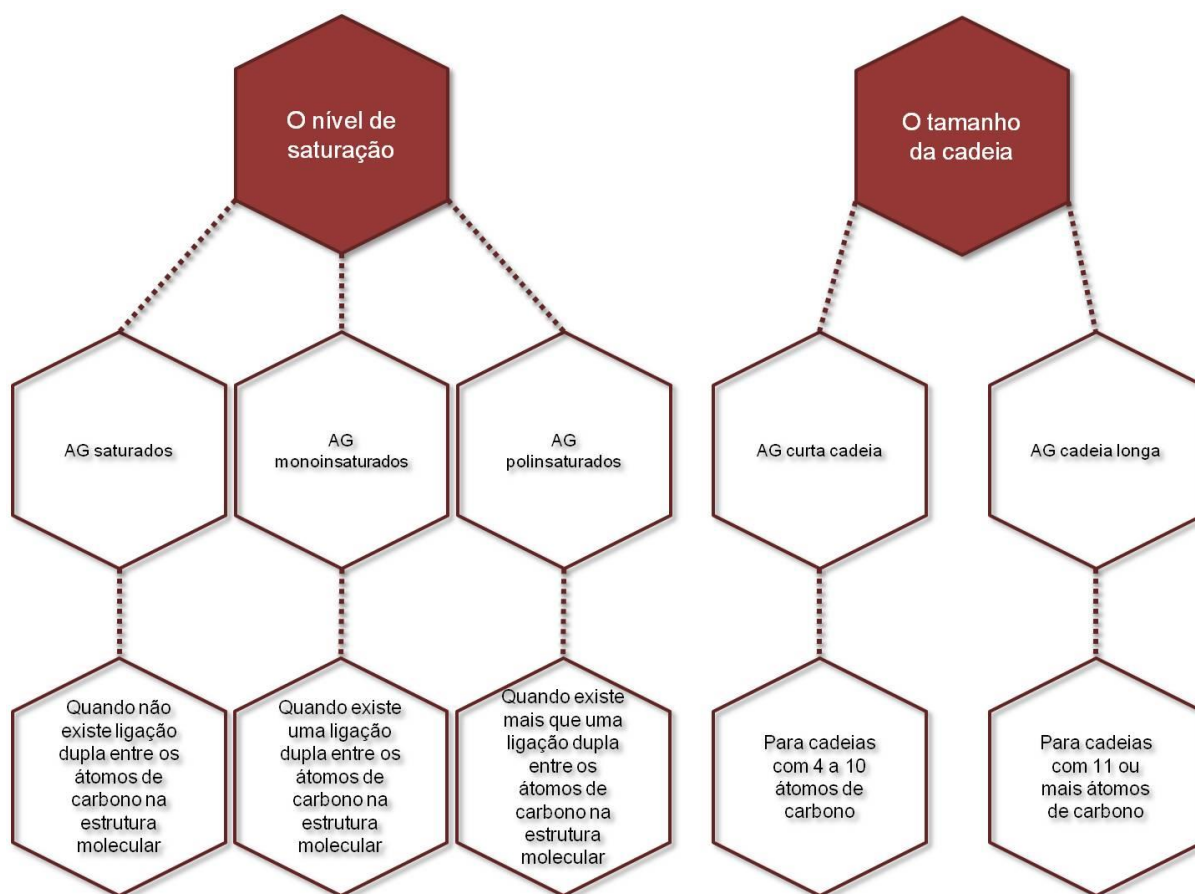 O nível de
saturação
O tamanho
da cadeia
AG saturados
AG
monoinsaturados
AG
polinsaturados
AG curta cadeia
AG cadeia longa
Quando não
existe ligação
dupla entre os
átomos de
carbono na
estrutura
molecular
Quando existe
uma ligação
dupla entre os
átomos de
carbono na
estrutura
molecular
Quando existe
mais que uma
ligação dupla
entre os
átomos de
carbono na
estrutura
molecular
Para cadeias
com 4 a 10
átomos de
carbono
Para cadeias
com 11 ou
mais átomos
de carbono